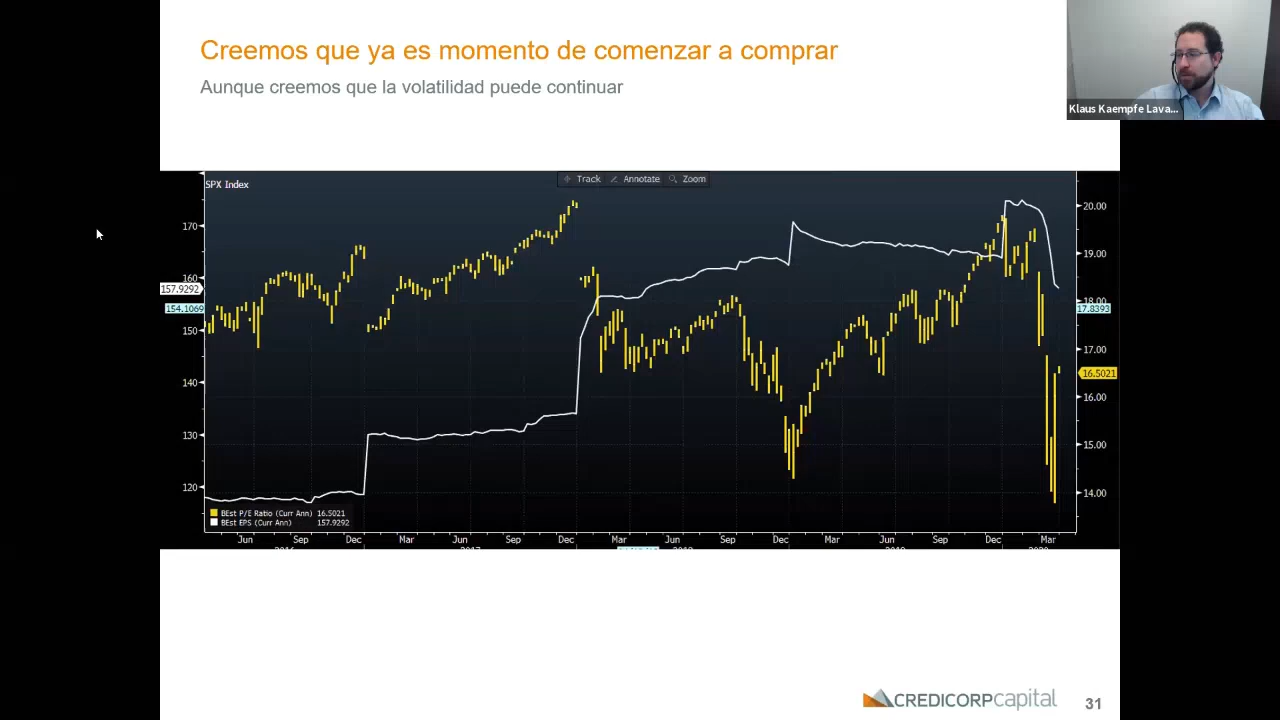 Creemos que ya es momento de comenzar a comprar
Aunque creemos que la volatilidad puede continuar
Klaus Kaempfe Lava...
SPX Index
Track Annotate Zoom
170
160
157.9292
154.1069
150
140
130
120
20.00
19.00
18.00
17.8393
17.00
16.5021
16.00
15.00
14.00
BEst P/E Ratio (Curr Ann) 16.5021
BEst EPS (Curr Ann) 157.9292
Jun Sep Dec Mar Jun Sep Dec Mar Jun Sep Dec Mar Jun Sep Dec Mar
CREDICORPcapital
31